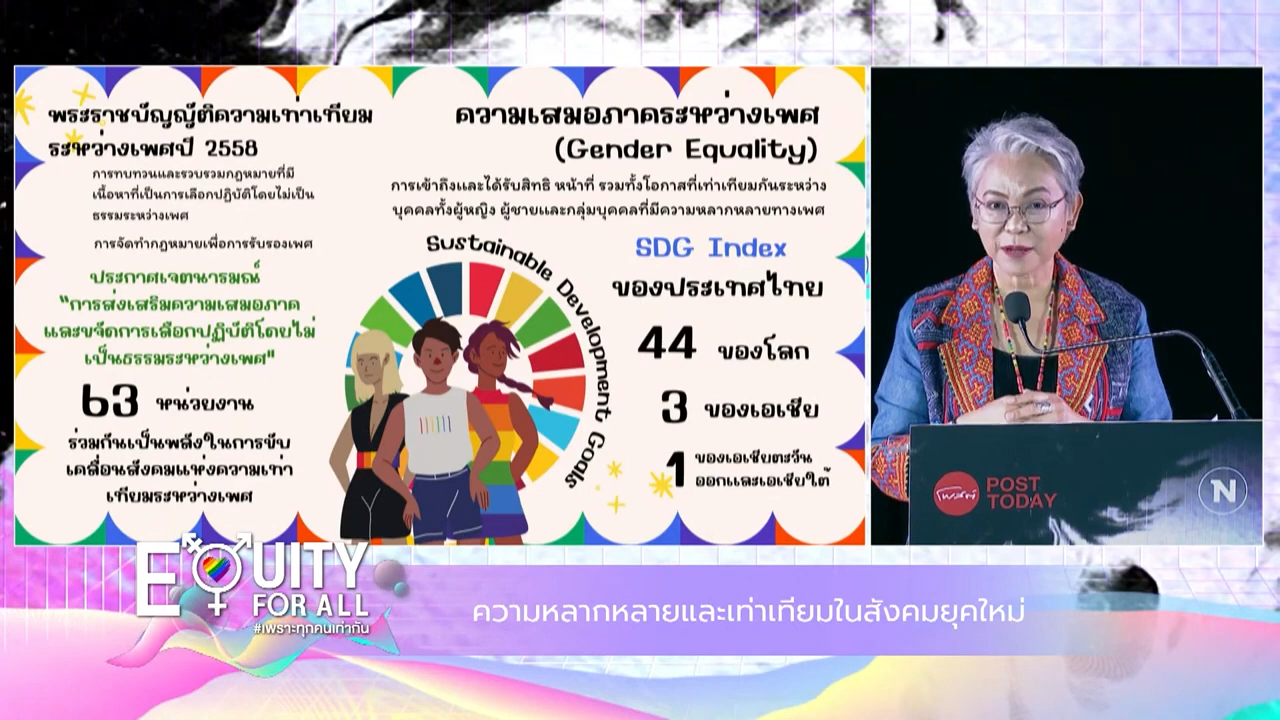 พระราชบัญญัติความเท่าเทียม
ระหว่างเพศปี 2558
การทบทวนและรวบรวมกฎหมายที่มี
เนื้อหาที่เป็นการเลือกปฏิบัติโดยไม่เป็น
ธรรมระหว่างเพศ
การจัดทำกฎหมายเพื่อการรับรองเพศ
ประกาศเจตนารมณ์
"การส่งเสริมความเสมอภาค
และขจัดการเลือกปฏิบัติโดยไม่
เป็นธรรมระหว่างเพศ"
63 หน่วยงาน
ร่วมกันเป็นพลังในการขับ
เคลื่อนสังคมแห่งความเท่า
เทียมระหว่างเพศ
ความเสมอภาคระหว่างเพศ
(Gender Equality)
การเข้าถึงและได้รับสิทธิ หน้าที่ รวมทั้งโอกาสที่เท่าเทียมกันระหว่าง
บุคคลทั้งผู้หญิง ผู้ชายและกลุ่มบุคคลที่มีความหลากหลายทางเพศ
Sustainable Development Goals
SDG Index
ของประเทศไทย
44 ของโลก
3 ของเอเชีย
1 ของเอเชียตะวัน
ออกและเอเชียใต้
โพสต์
POST
TODAY
N
EQUITY
FOR ALL
#เพราะทุกคนเท่ากัน
ความหลากหลายและเท่าเทียมในสังคมยุคใหม่